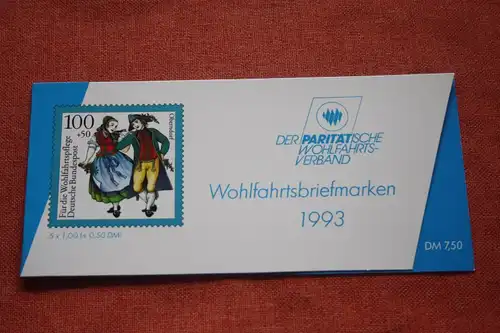 100
+50
Oberndorf
Für die Wohlfahrtspflege
Deutsche Bundespost
5 x 1,00 (+ 0,50 DM)
DER PARITÄTISCHE
WOHLFAHRTS-
VERBAND
Wohlfahrtsbriefmarken
1993
DM 7,50